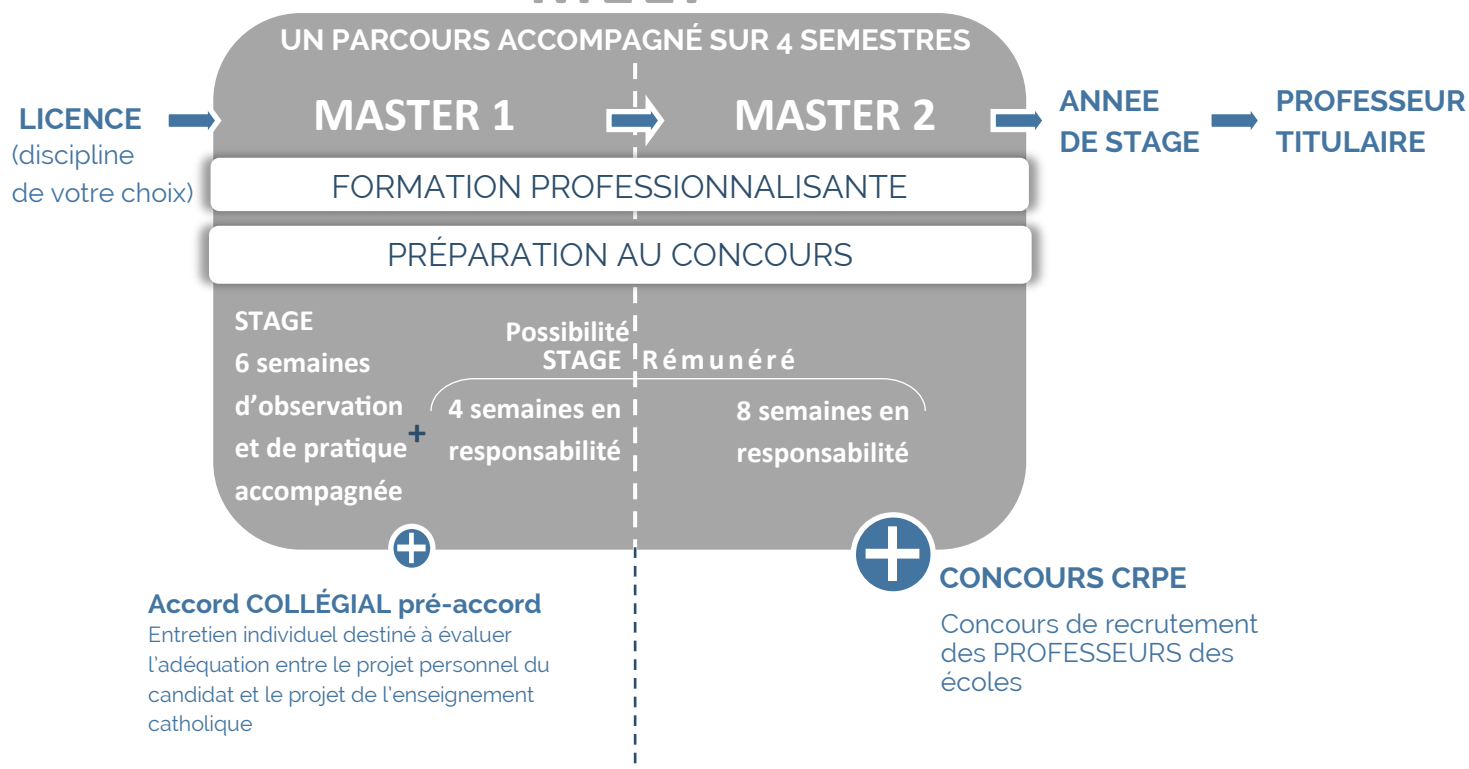 UN PARCOURS ACCOMPAGNÉ SUR 4 SEMESTRES
LICENCE
(discipline
de votre choix)
MASTER 1
MASTER 2
ANNEE
DE STAGE
PROFESSEUR
TITULAIRE
FORMATION PROFESSIONNALISANTE
PRÉPARATION AU CONCOURS
STAGE
6 semaines
d'observation
et de pratique
accompagnée
+
Possibilité
STAGE Rémunéré
4 semaines en
responsabilité
8 semaines en
responsabilité
Accord COLLÉGIAL pré-accord
Entretien individuel destiné à évaluer
l'adéquation entre le projet personnel du
candidat et le projet de l'enseignement
catholique
CONCOURS CRPE
Concours de recrutement
des PROFESSEURS des
écoles